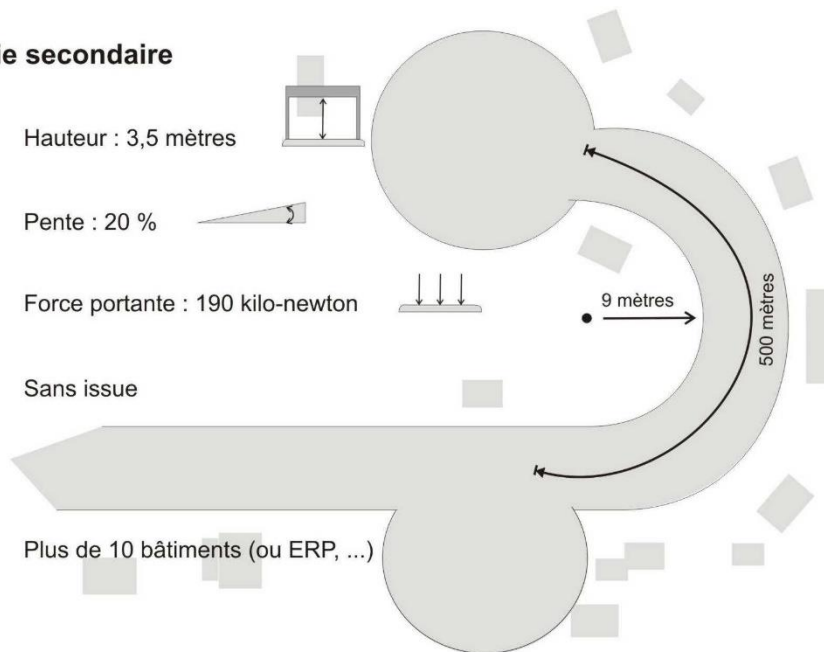 ie secondaire
Hauteur : 3,5 mètres
Pente : 20 %
Force portante : 190 kilo-newton
9 mètres
500 mètres
Sans issue
Plus de 10 bâtiments (ou ERP, ...)